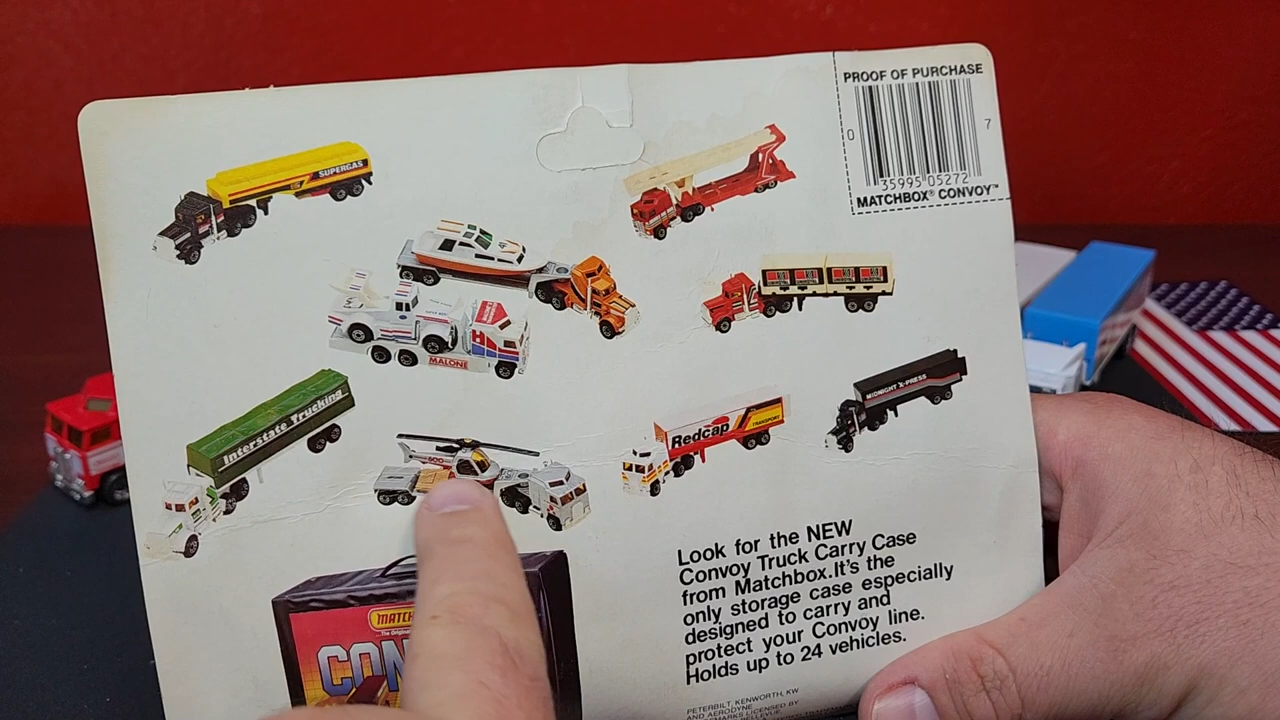 PROOF OF PURCHASE
0
7
35995 05272
MATCHBOX® CONVOY™
SUPERGAS
MALONE
Interstate Trucking
500
Redcap
TRANSPORT
MIDNIGHT X-PRESS
Look for the NEW
Convoy Truck Carry Case
from Matchbox.It's the
only storage case especially
designed to carry and
protect your Convoy line.
Holds up to 24 vehicles.
MATCH
CON
PETERBILT, KENWORTH, KW
AND AERODYNE